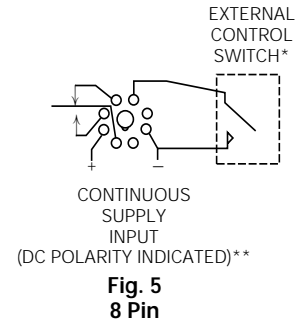 EXTERNAL
CONTROL
SWITCH*
+
–
CONTINUOUS
SUPPLY
INPUT
(DC POLARITY INDICATED)**
Fig. 5
8 Pin